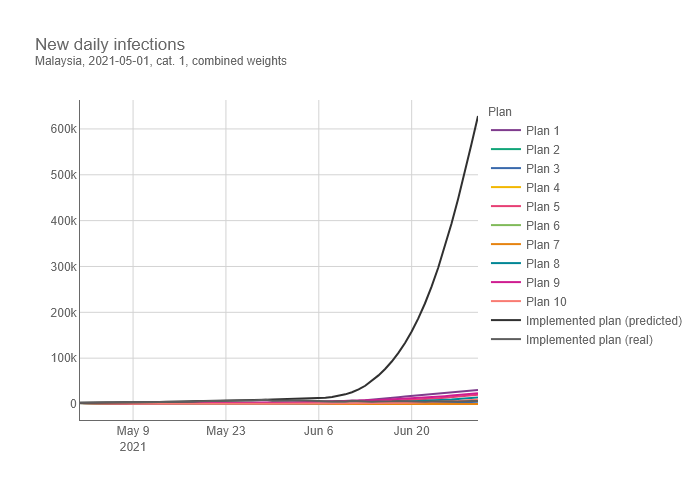 New daily infections
Malaysia, 2021-05-01, cat. 1, combined weights
Plan
600k
500k
400k
300k
200k
100k
0
May 9
2021
May 23
Jun 6
Jun 20
Plan 1
Plan 2
Plan 3
Plan 4
Plan 5
Plan 6
Plan 7
Plan 8
Plan 9
Plan 10
Implemented plan (predicted)
Implemented plan (real)